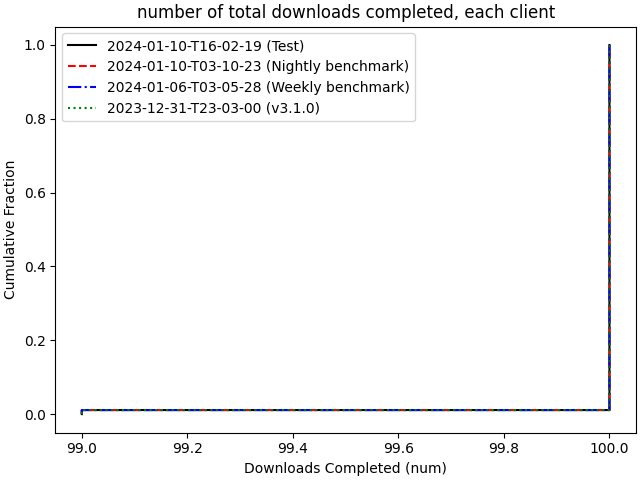 number of total downloads completed, each client
2024-01-10-T16-02-19 (Test)
2024-01-10-T03-10-23 (Nightly benchmark)
2024-01-06-T03-05-28 (Weekly benchmark)
2023-12-31-T23-03-00 (v3.1.0)
Cumulative Fraction
1.0
0.8
0.6
0.4
0.2
0.0
99.0 99.2 99.4 99.6 99.8 100.0
Downloads Completed (num)